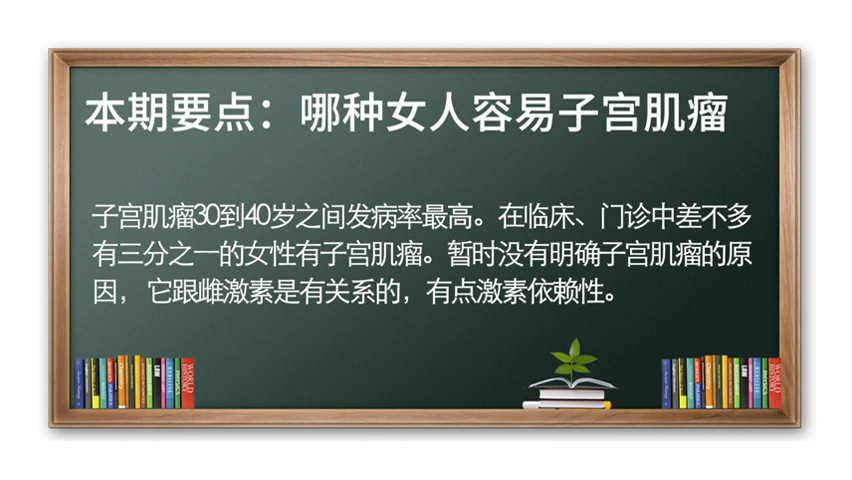 本期要点：哪种女人容易子宫肌瘤
子宫肌瘤30到40岁之间发病率最高。在临床、门诊中差不多
有三分之一的女性有子宫肌瘤。暂时没有明确子宫肌瘤的原
因，它跟雌激素是有关系的，有点激素依赖性。
WORLD HISTORY
WORLD HISTORY